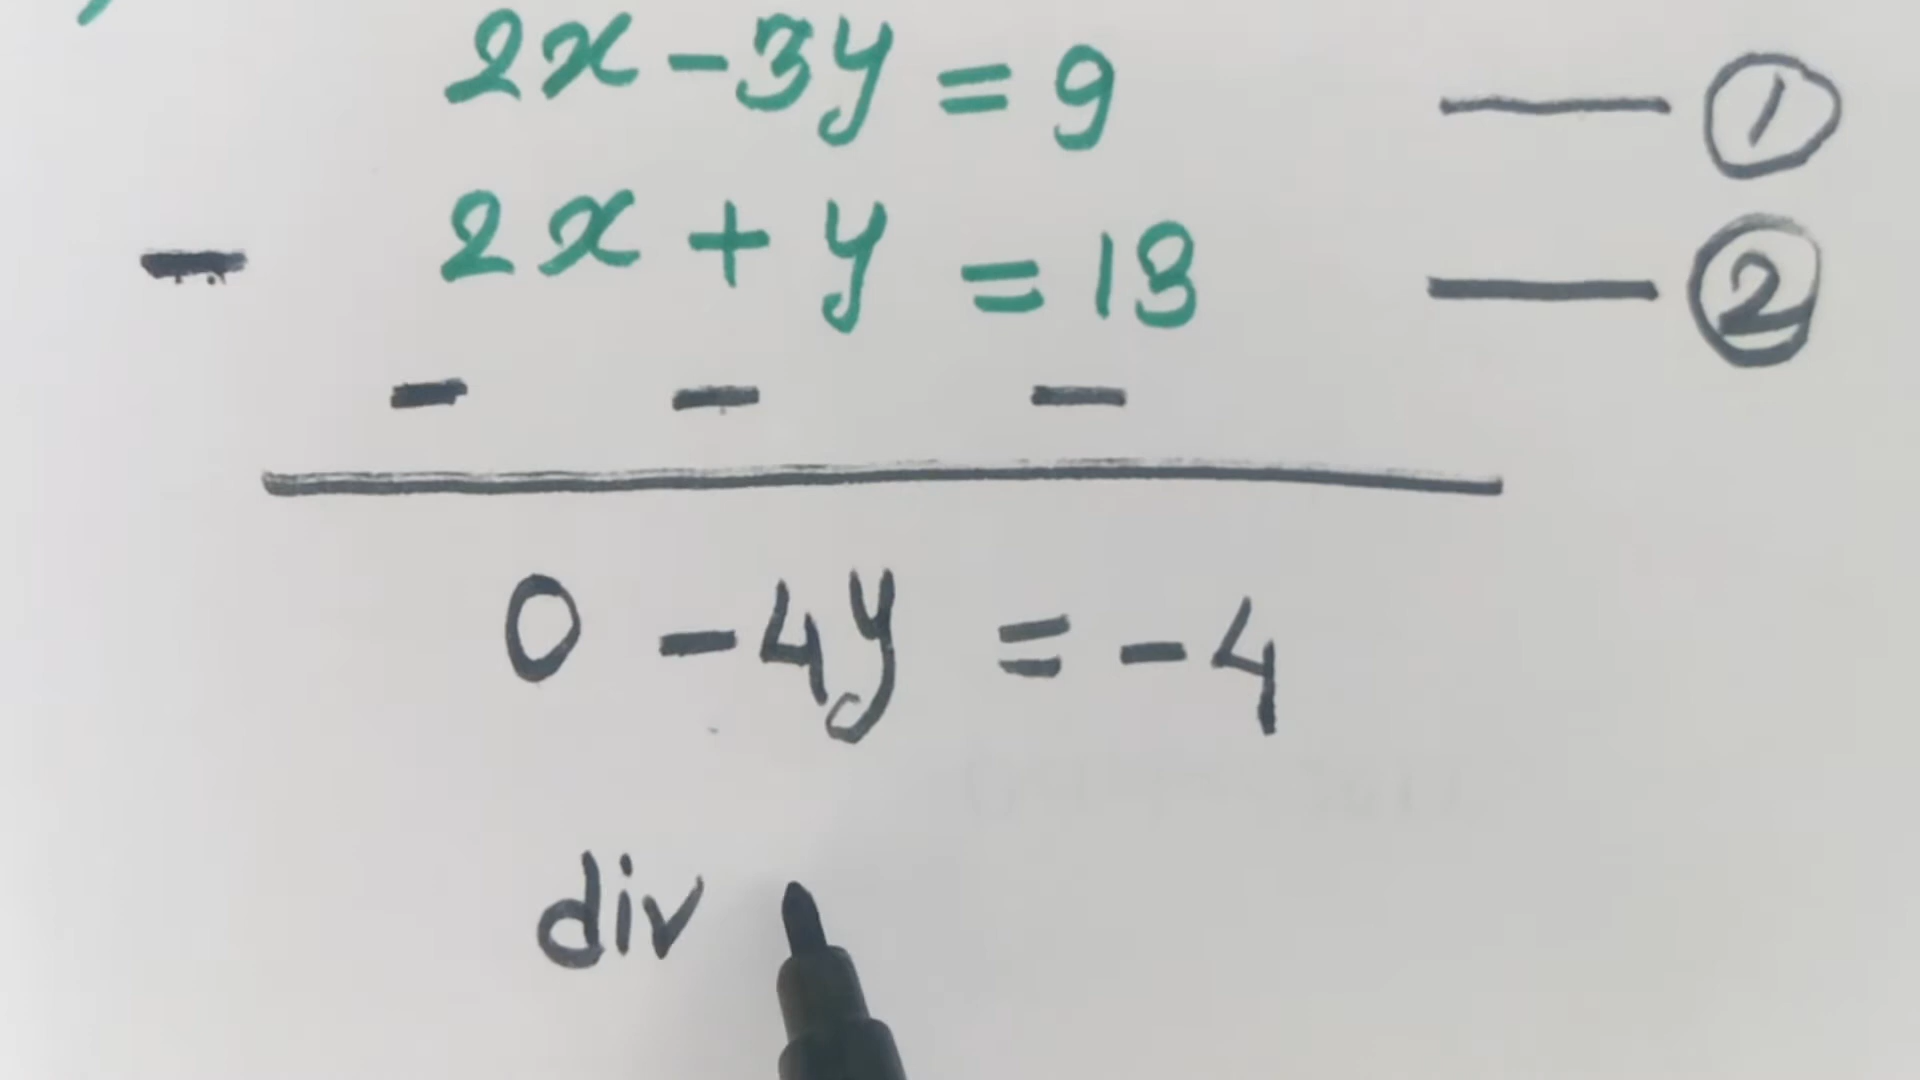 2x - 3y = 9 — ①
- 2x + y = 13 — ②
- - -
0 - 4y = - 4
div